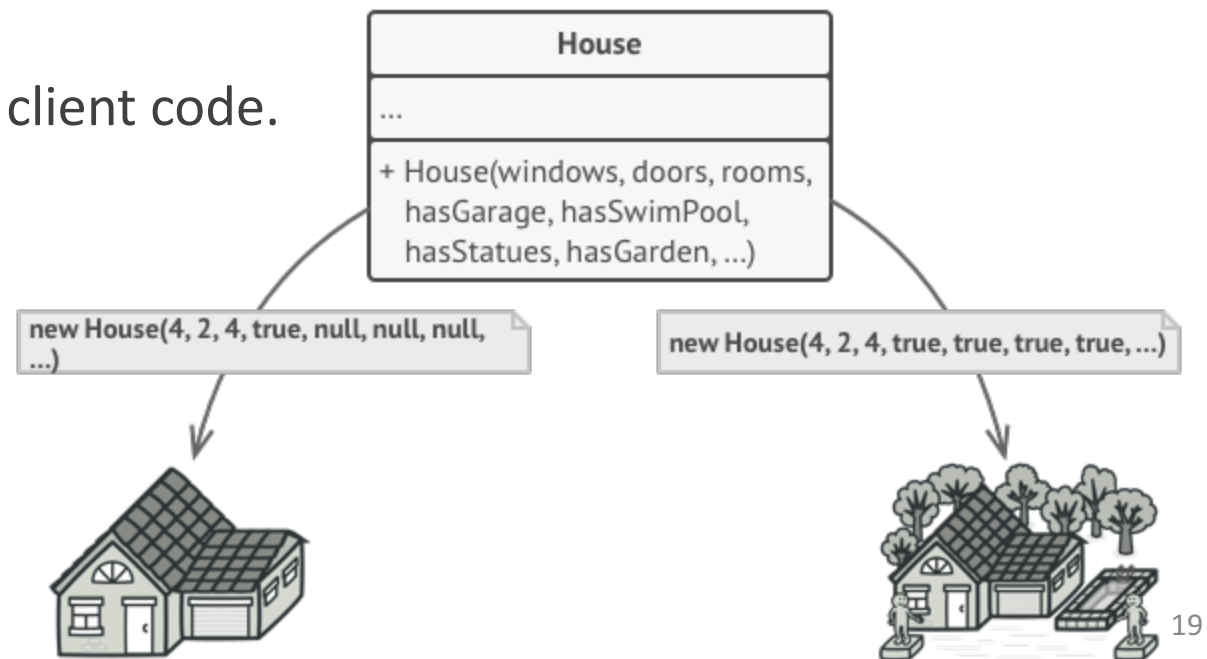 House
client code.
...
+ House(windows, doors, rooms,
hasGarage, hasSwimPool,
hasStatues, hasGarden, ...)
new House(4, 2, 4, true, null, null, null,
...)
new House(4, 2, 4, true, true, true, true, ...)
19